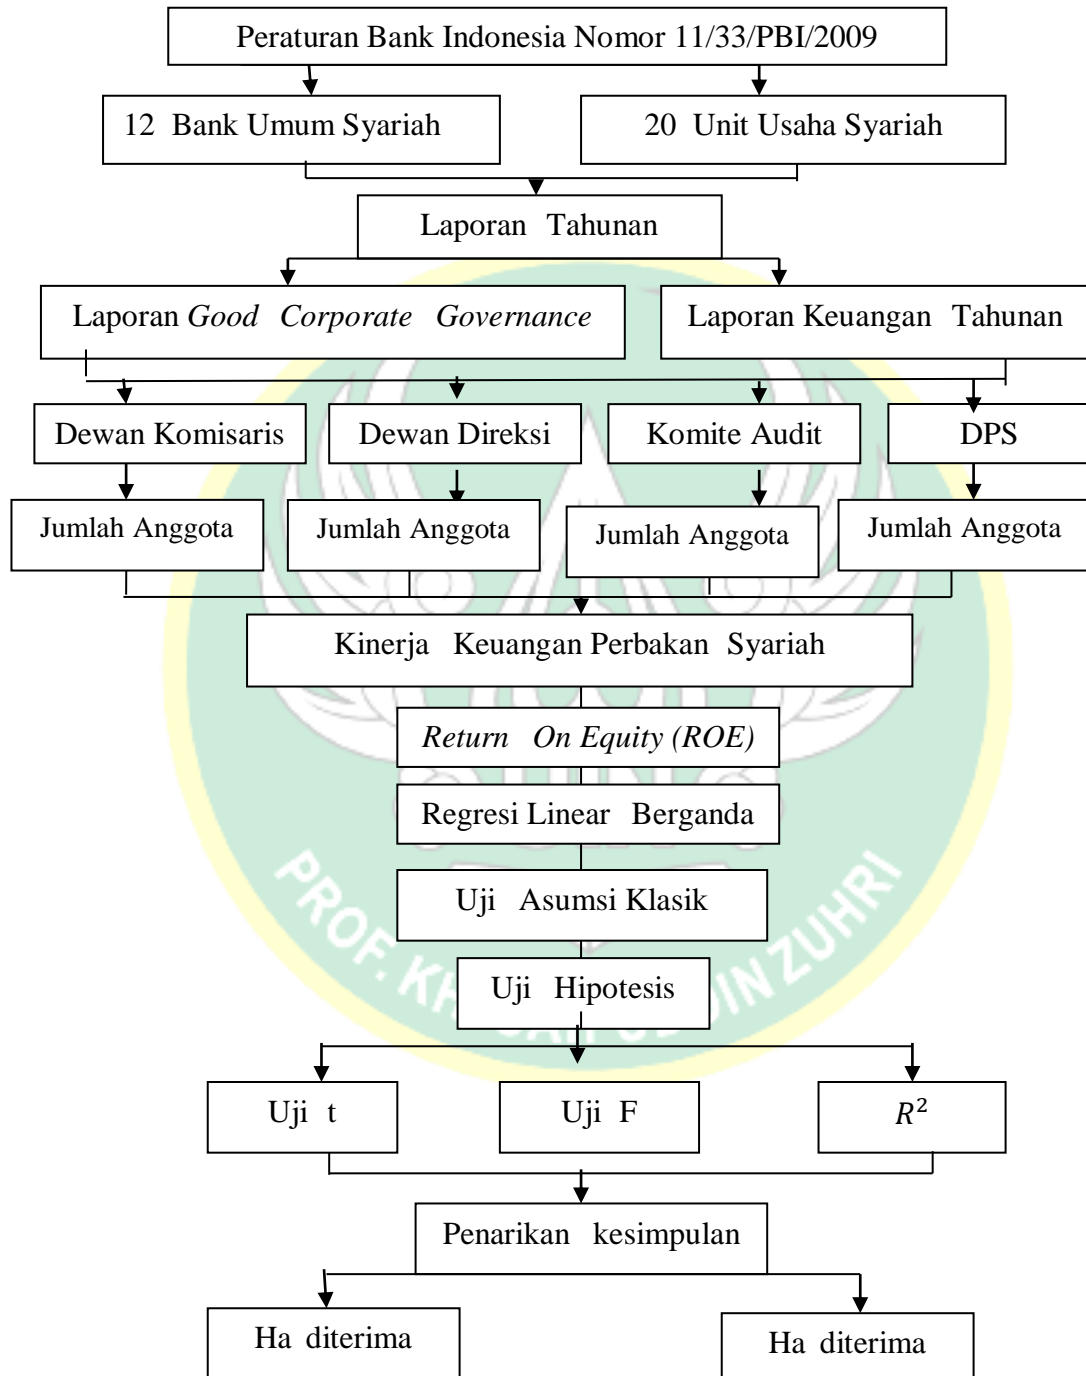 Peraturan Bank Indonesia Nomor 11/33/PBI/2009
12 Bank Umum Syariah
20 Unit Usaha Syariah
Laporan Tahunan
Laporan Good Corporate Governance
Laporan Keuangan Tahunan
Dewan Komisaris
Dewan Direksi
Komite Audit
DPS
Jumlah Anggota
Jumlah Anggota
Jumlah Anggota
Jumlah Anggota
Kinerja Keuangan Perbakan Syariah
Return On Equity (ROE)
Regresi Linear Berganda
Uji Asumsi Klasik
Uji Hipotesis
Uji t
Uji F
R²
Penarikan kesimpulan
Ha diterima
Ha diterima
PROF. ZUHRI